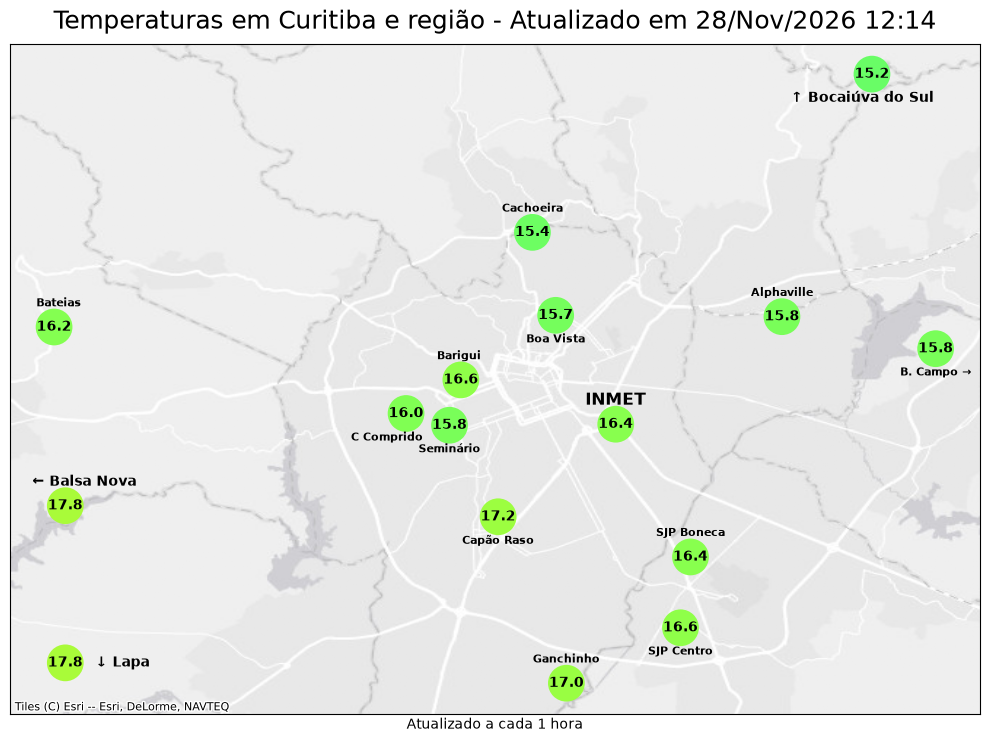 Temperaturas em Curitiba e região - Atualizado em 28/Nov/2026 12:14
15.2
↑ Bocaiúva do Sul
Cachoeira
15.4
Bateias
16.2
15.7
Boa Vista
Alphaville
15.8
15.8
B. Campo →
Barigui
16.6
16.0
C Comprido
15.8
Seminário
INMET
16.4
← Balsa Nova
17.8
17.2
Capão Raso
SJP Boneca
16.4
16.6
SJP Centro
17.8 ↓ Lapa
Ganchinho
17.0
Tiles (C) Esri -- Esri, DeLorme, NAVTEQ
Atualizado a cada 1 hora